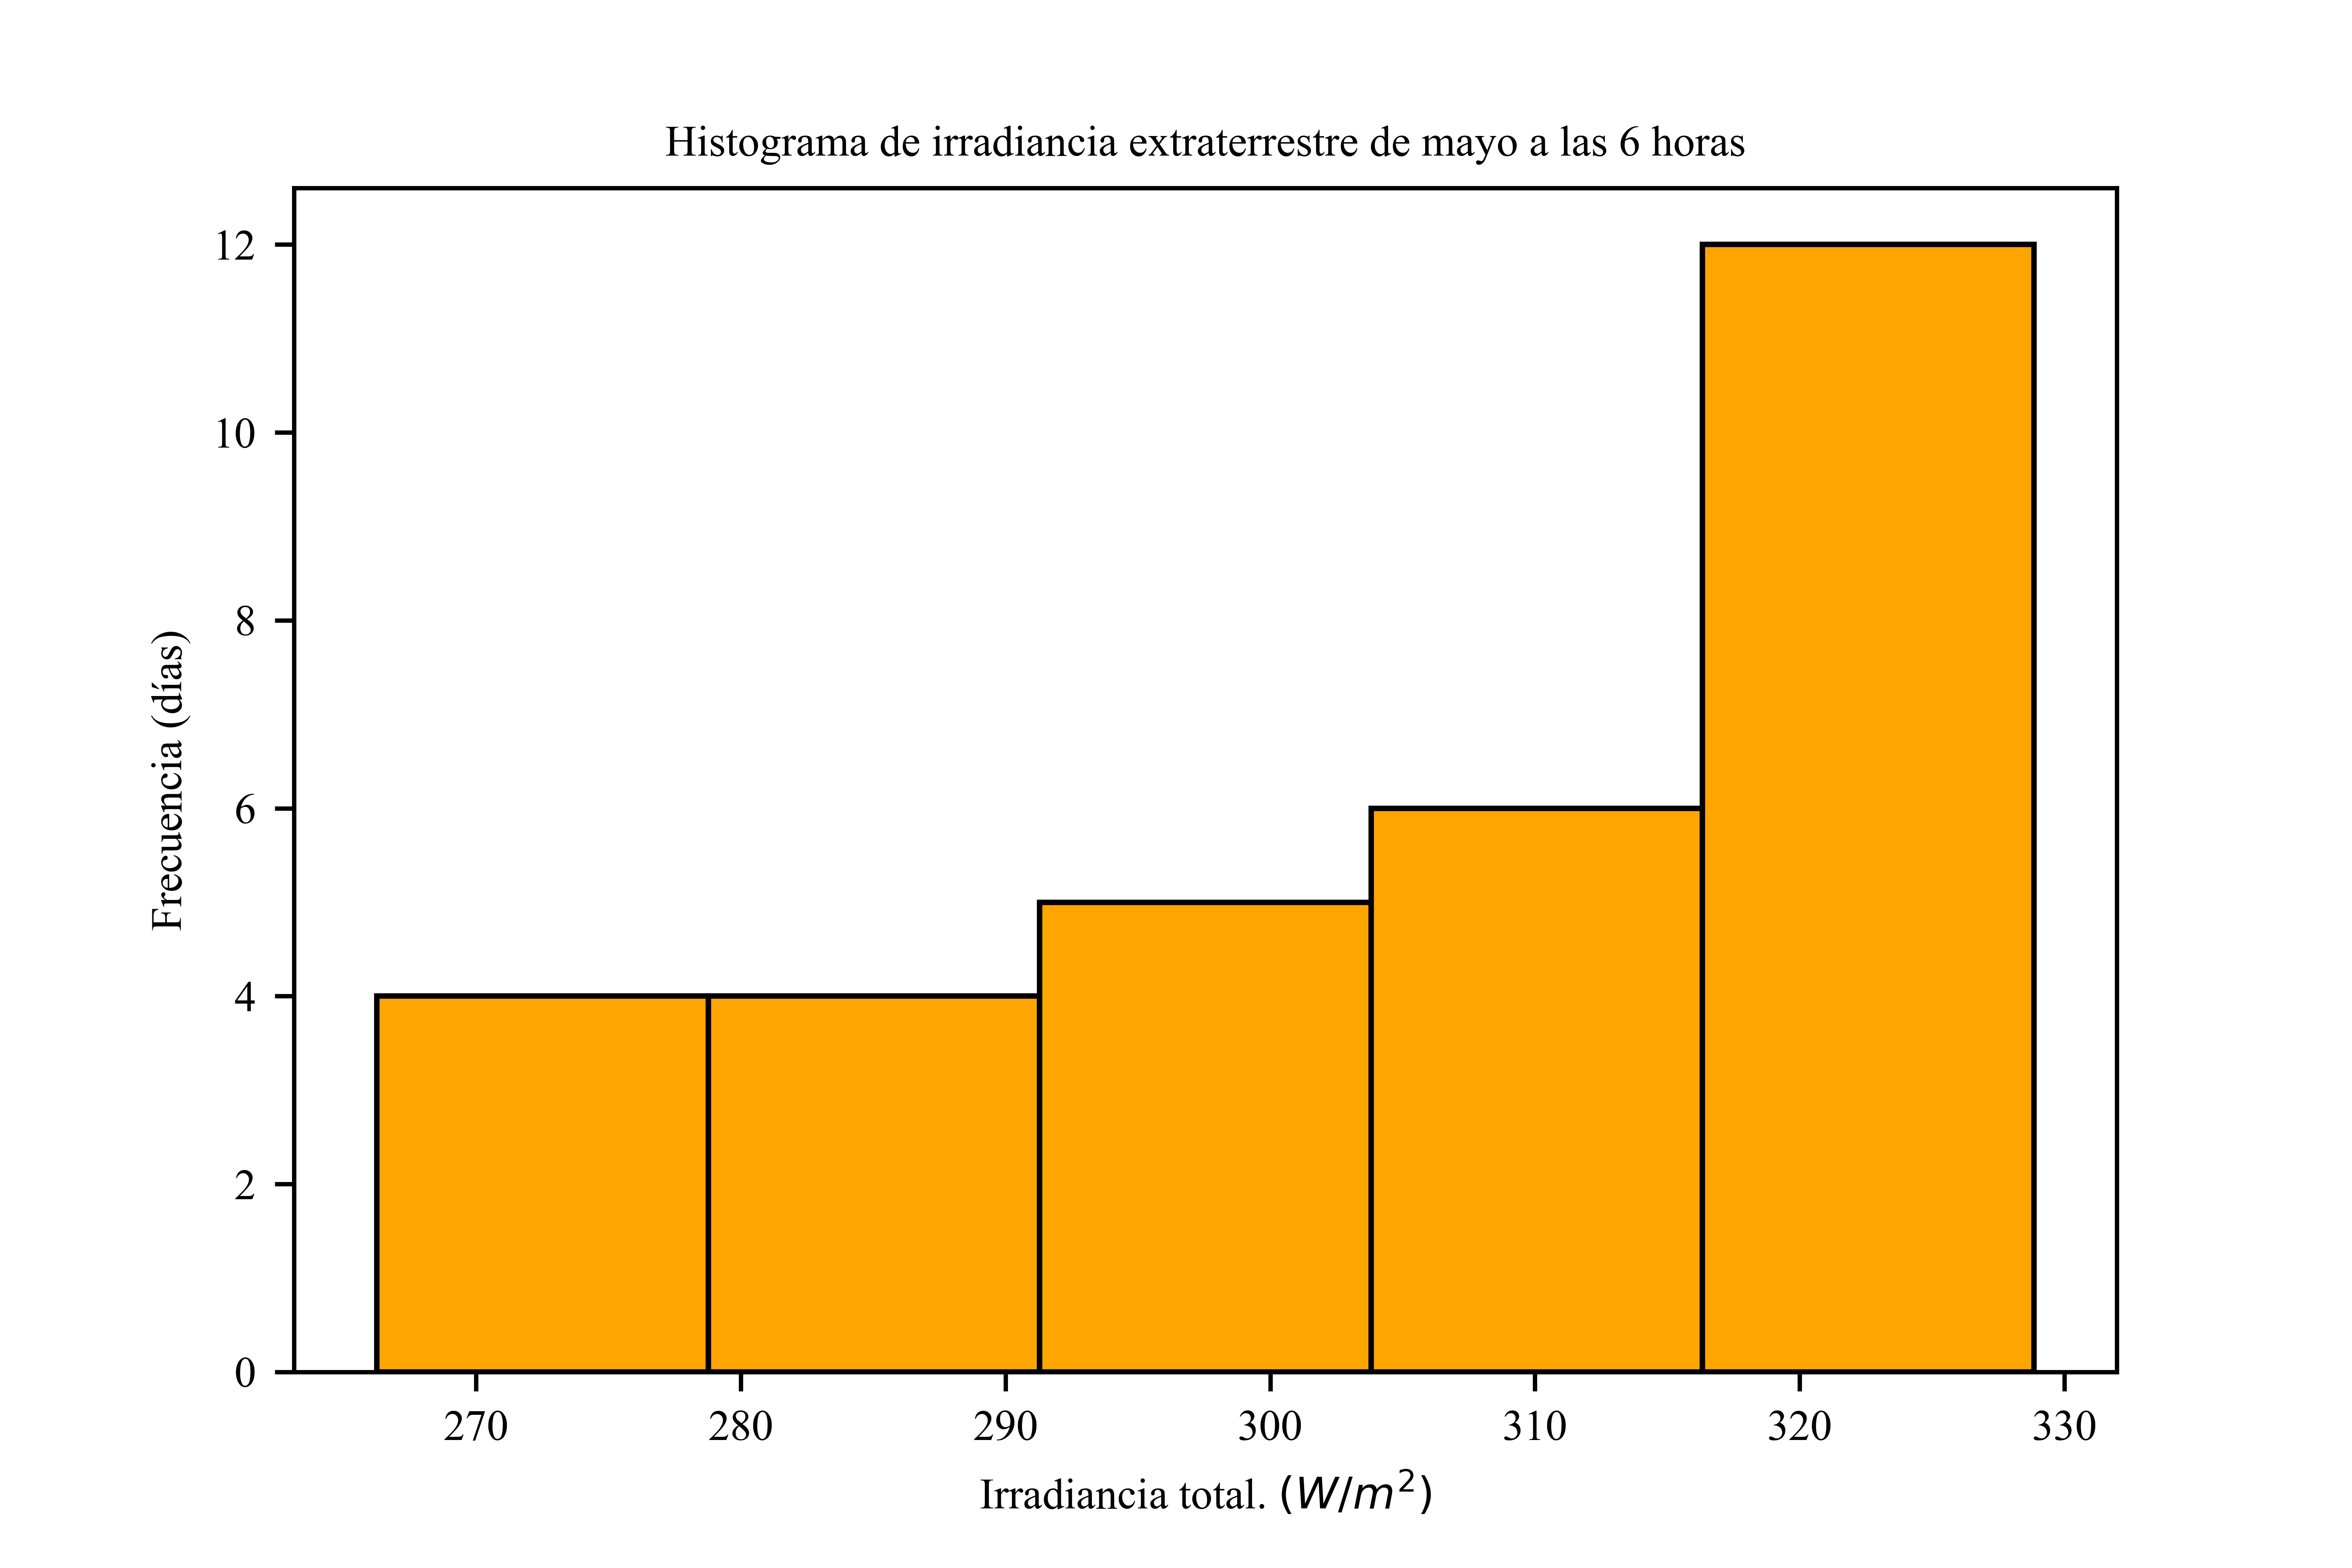 Histograma de irradiancia extraterrestre de mayo a las 6 horas
12
10
8
6
4
2
0
Frecuencia (días)
270 280 290 300 310 320 330
Irradiancia total. (W/m²)